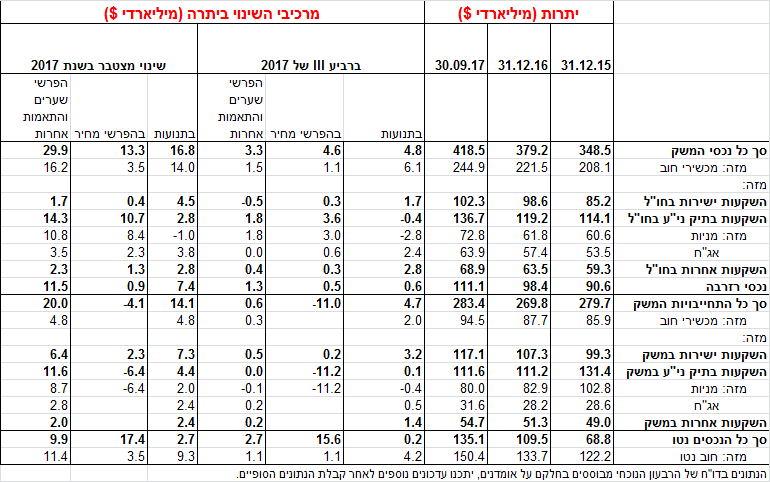 יתרות (מיליארדי $) מרכיבי השינוי ביתרה (מיליארדי $)
31.12.15 31.12.16 30.09.17 ברביע III של 2017 שינוי מצטבר בשנת 2017
בתנועות בהפרשי מחיר הפרשי שערים והתאמות אחרות בתנועות בהפרשי מחיר הפרשי שערים והתאמות אחרות
סך כל נכסי המשק 348.5 379.2 418.5 4.8 4.6 3.3 16.8 13.3 29.9
מזה: מכשירי חוב 208.1 221.5 244.9 6.1 1.1 1.5 14.0 3.5 16.2
מזה:
השקעות ישירות בחו"ל 85.2 98.6 102.3 1.7 0.3 -0.5 4.5 0.4 1.7
השקעות בתיק ני"ע בחו"ל 114.1 119.2 136.7 -0.4 3.6 1.8 2.8 10.7 14.3
מזה: מניות 60.6 61.8 72.8 -2.8 3.0 1.8 -1.0 8.4 10.8
אג"ח 53.5 57.4 63.9 2.4 0.6 0.0 3.8 2.3 3.5
השקעות אחרות בחו"ל 59.3 63.5 68.9 2.8 0.3 0.4 2.8 1.3 2.3
נכסי רזרבה 90.6 98.4 111.1 0.6 0.5 1.3 7.4 0.9 11.5
סך כל התחייבויות המשק 279.7 269.8 283.4 4.7 -11.0 0.6 14.1 -4.1 20.0
מזה: מכשירי חוב 85.9 87.7 94.5 2.0 0.3 4.8 4.8
מזה:
השקעות ישירות במשק 99.3 107.3 117.1 3.2 0.2 0.5 7.3 2.3 6.4
השקעות בתיק ני"ע במשק 131.4 111.2 111.6 0.1 -11.2 0.0 4.4 -6.4 11.6
מזה: מניות 102.8 82.9 80.0 -0.4 -11.2 -0.1 2.0 -6.4 8.7
אג"ח 28.6 28.2 31.6 0.5 0.2 2.4 2.8
השקעות אחרות במשק 49.0 51.3 54.7 1.4 0.2 2.4 2.0
סך כל הנכסים נטו 68.8 109.5 135.1 0.2 15.6 2.7 2.7 17.4 9.9
מזה: חוב נטו 122.2 133.7 150.4 4.2 1.1 1.1 9.3 3.5 11.4
הנתונים בדו"ח של הרבעון הנוכחי מבוססים בחלקם על אומדנים, יתכנו עדכונים נוספים לאחר קבלת הנתונים הסופיים.